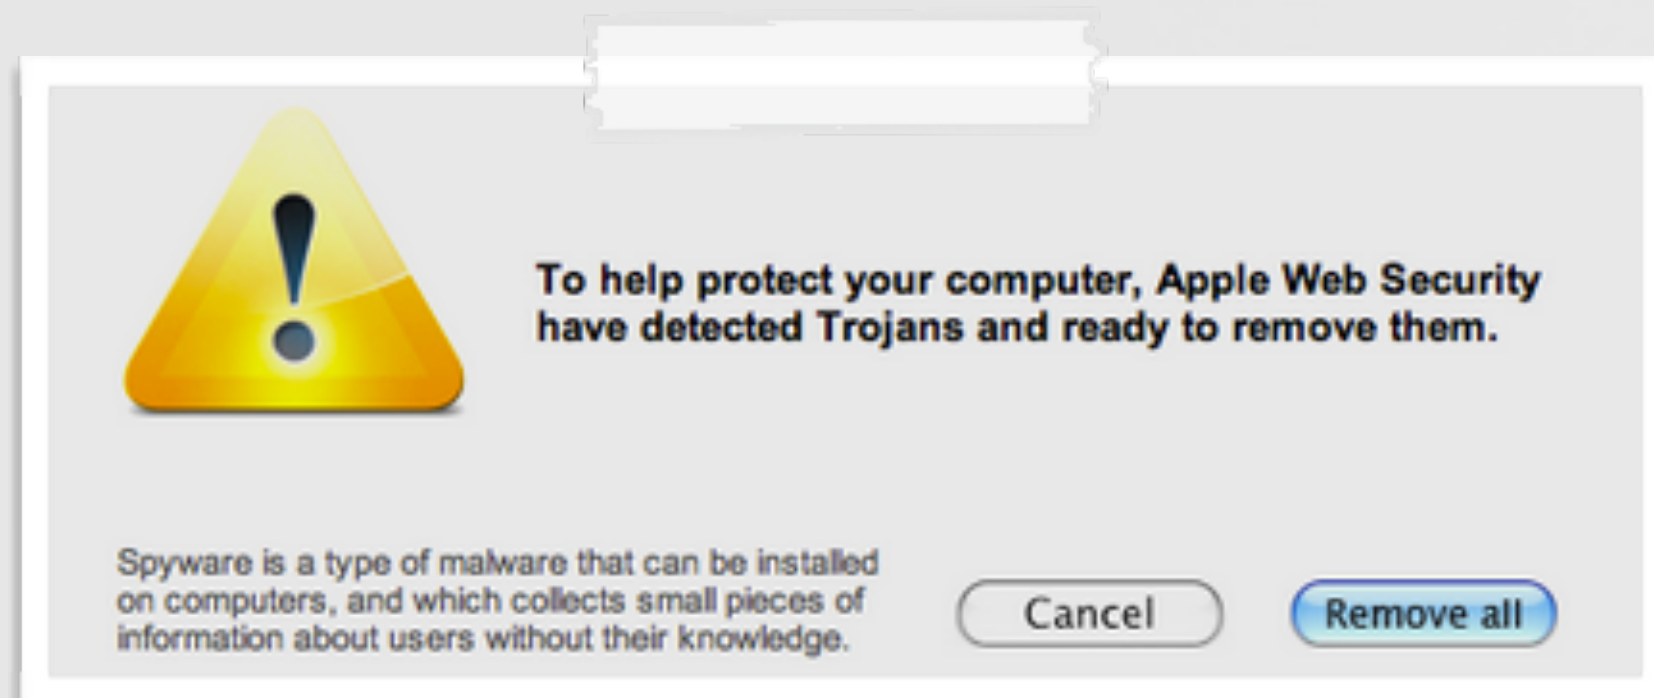 To help protect your computer, Apple Web Security
have detected Trojans and ready to remove them.
Spyware is a type of malware that can be installed
on computers, and which collects small pieces of
information about users without their knowledge.
Cancel
Remove all